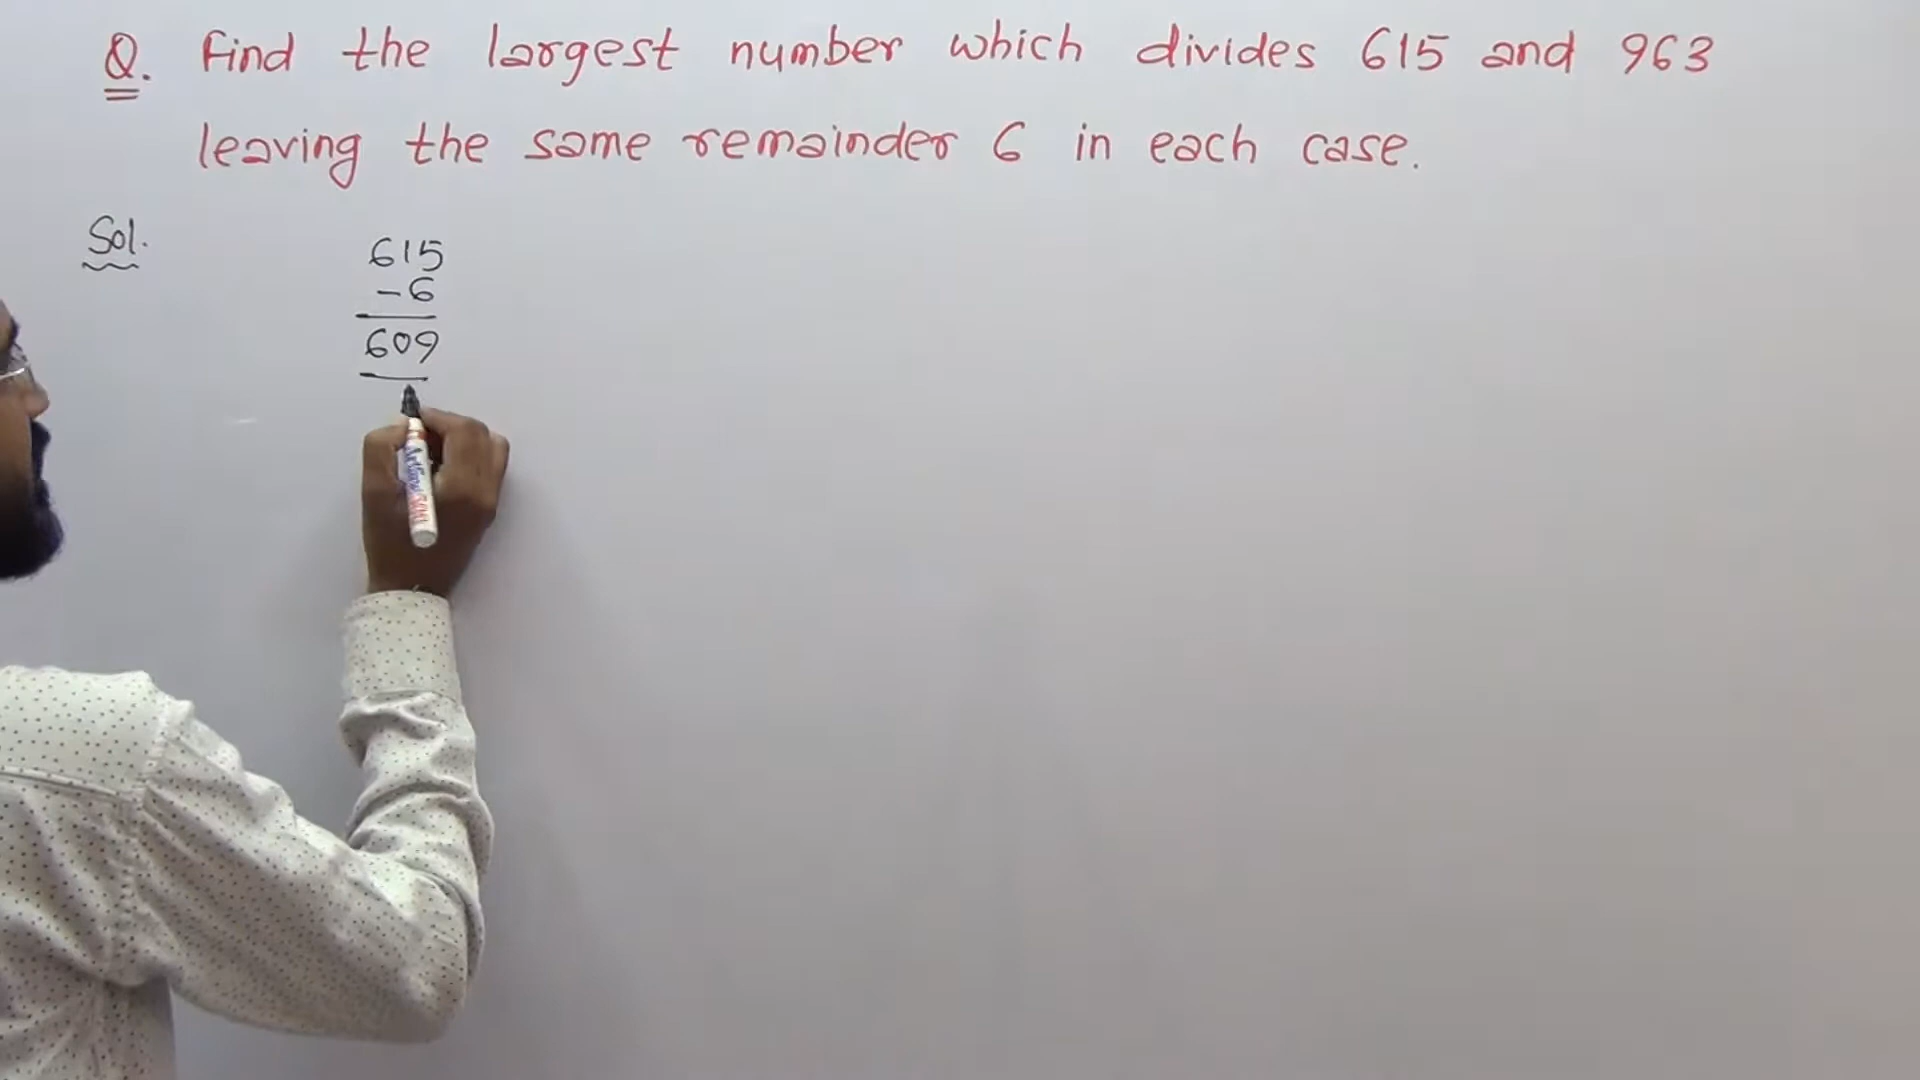 Q. Find the largest number which divides 615 and 963
leaving the same remainder 6 in each case.
Sol.
615
-6
609